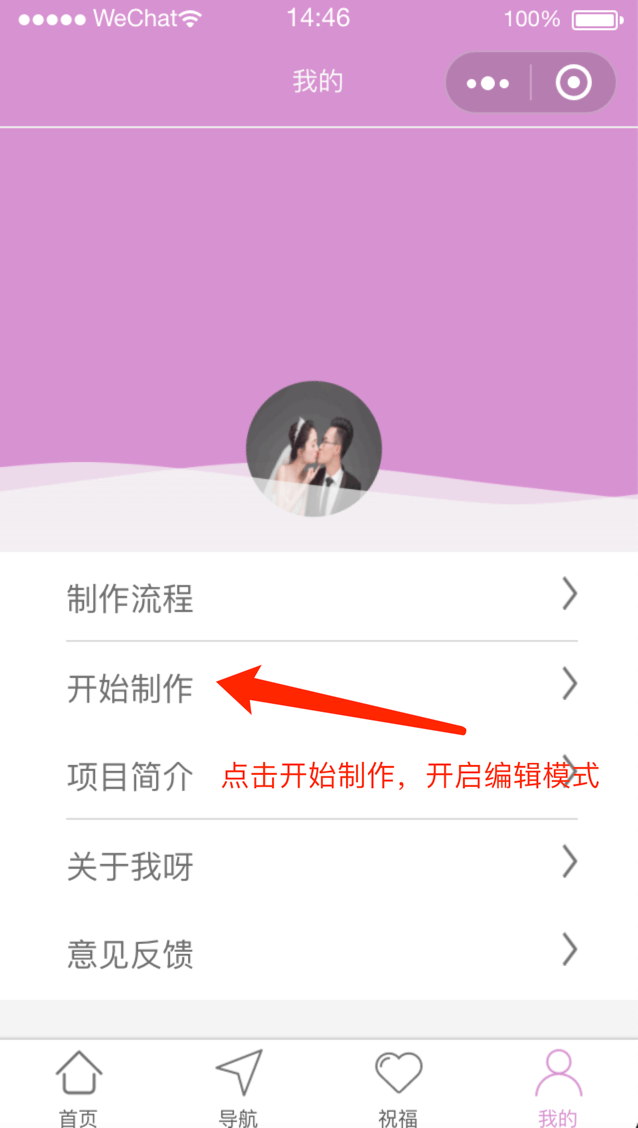 WeChat 14:46 100%
我的
制作流程
开始制作
项目简介 点击开始制作，开启编辑模式
关于我呀
意见反馈
首页 导航 祝福 我的